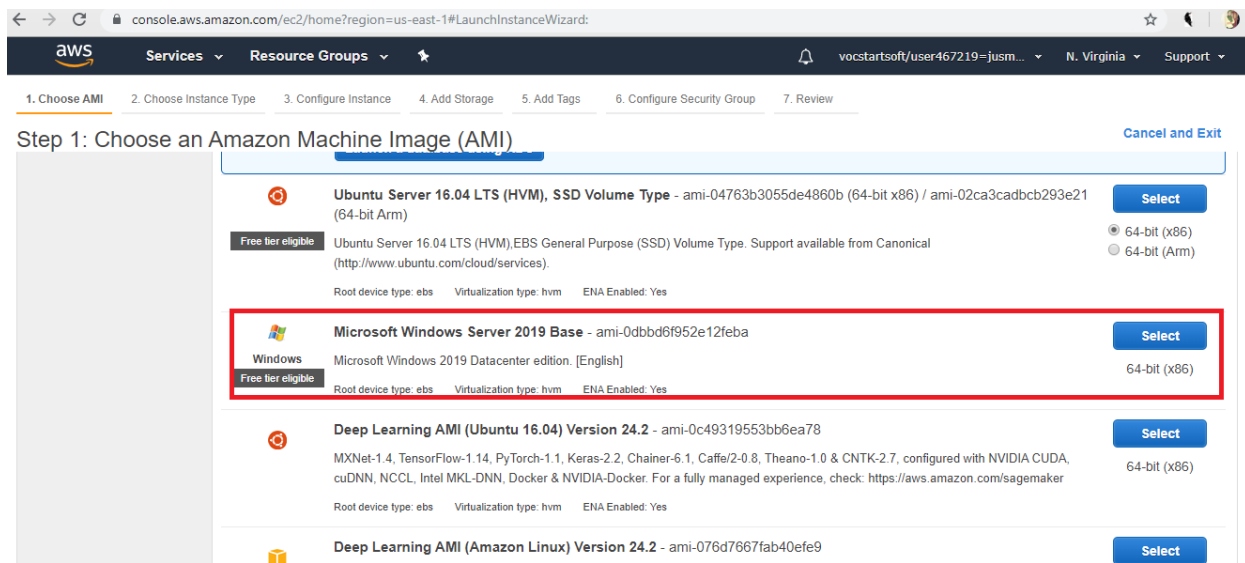 console.aws.amazon.com/ec2/home?region=us-east-1#LaunchInstanceWizard:
aws Services Resource Groups vocstartsoft/user467219=jusm... N. Virginia Support
1. Choose AMI 2. Choose Instance Type 3. Configure Instance 4. Add Storage 5. Add Tags 6. Configure Security Group 7. Review
Step 1: Choose an Amazon Machine Image (AMI) Cancel and Exit
Ubuntu Server 16.04 LTS (HVM), SSD Volume Type - ami-04763b3055de4860b (64-bit x86) / ami-02ca3cadbcb293e21
(64-bit Arm)
Select
Free tier eligible
Ubuntu Server 16.04 LTS (HVM),EBS General Purpose (SSD) Volume Type. Support available from Canonical
(http://www.ubuntu.com/cloud/services).
64-bit (x86)
64-bit (Arm)
Root device type: ebs Virtualization type: hvm ENA Enabled: Yes
Microsoft Windows Server 2019 Base - ami-0dbbd6f952e12feba
Select
Windows
Free tier eligible
Microsoft Windows 2019 Datacenter edition. [English]
64-bit (x86)
Root device type: ebs Virtualization type: hvm ENA Enabled: Yes
Deep Learning AMI (Ubuntu 16.04) Version 24.2 - ami-0c49319553bb6ea78
Select
MXNet-1.4, TensorFlow-1.14, PyTorch-1.1, Keras-2.2, Chainer-6.1, Caffe/2-0.8, Theano-1.0 & CNTK-2.7, configured with NVIDIA CUDA,
cuDNN, NCCL, Intel MKL-DNN, Docker & NVIDIA-Docker. For a fully managed experience, check: https://aws.amazon.com/sagemaker
64-bit (x86)
Root device type: ebs Virtualization type: hvm ENA Enabled: Yes
Deep Learning AMI (Amazon Linux) Version 24.2 - ami-076d7667fab40efe9
Select